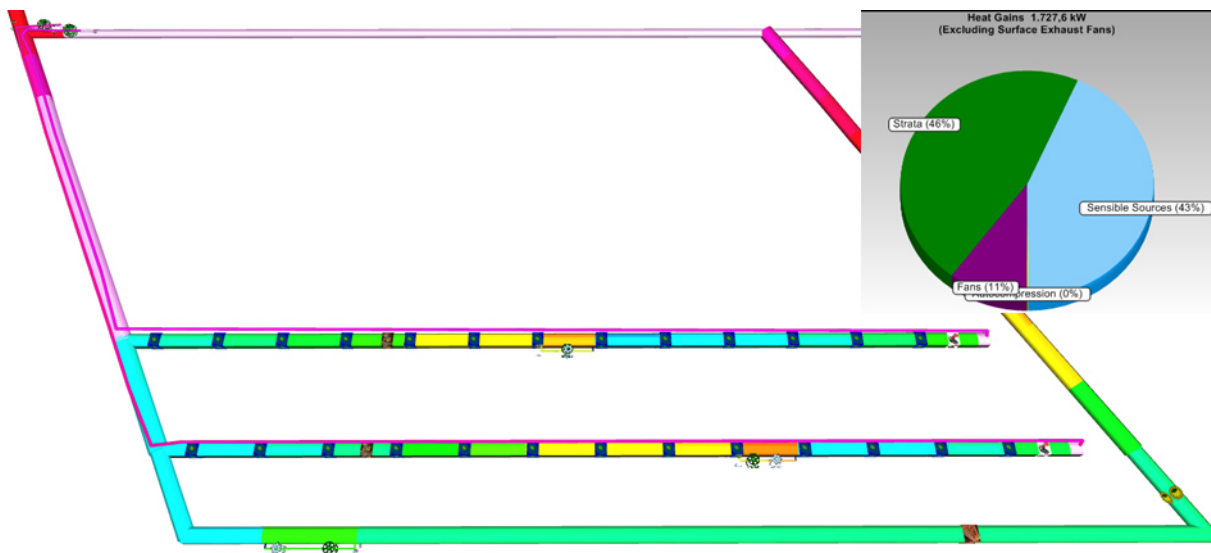 Heat Gains 1.727,6 kW
(Excluding Surface Exhaust Fans)
Strata (46%)
Sensible Sources (43%)
Fans (11%)
Autocompression (0%)